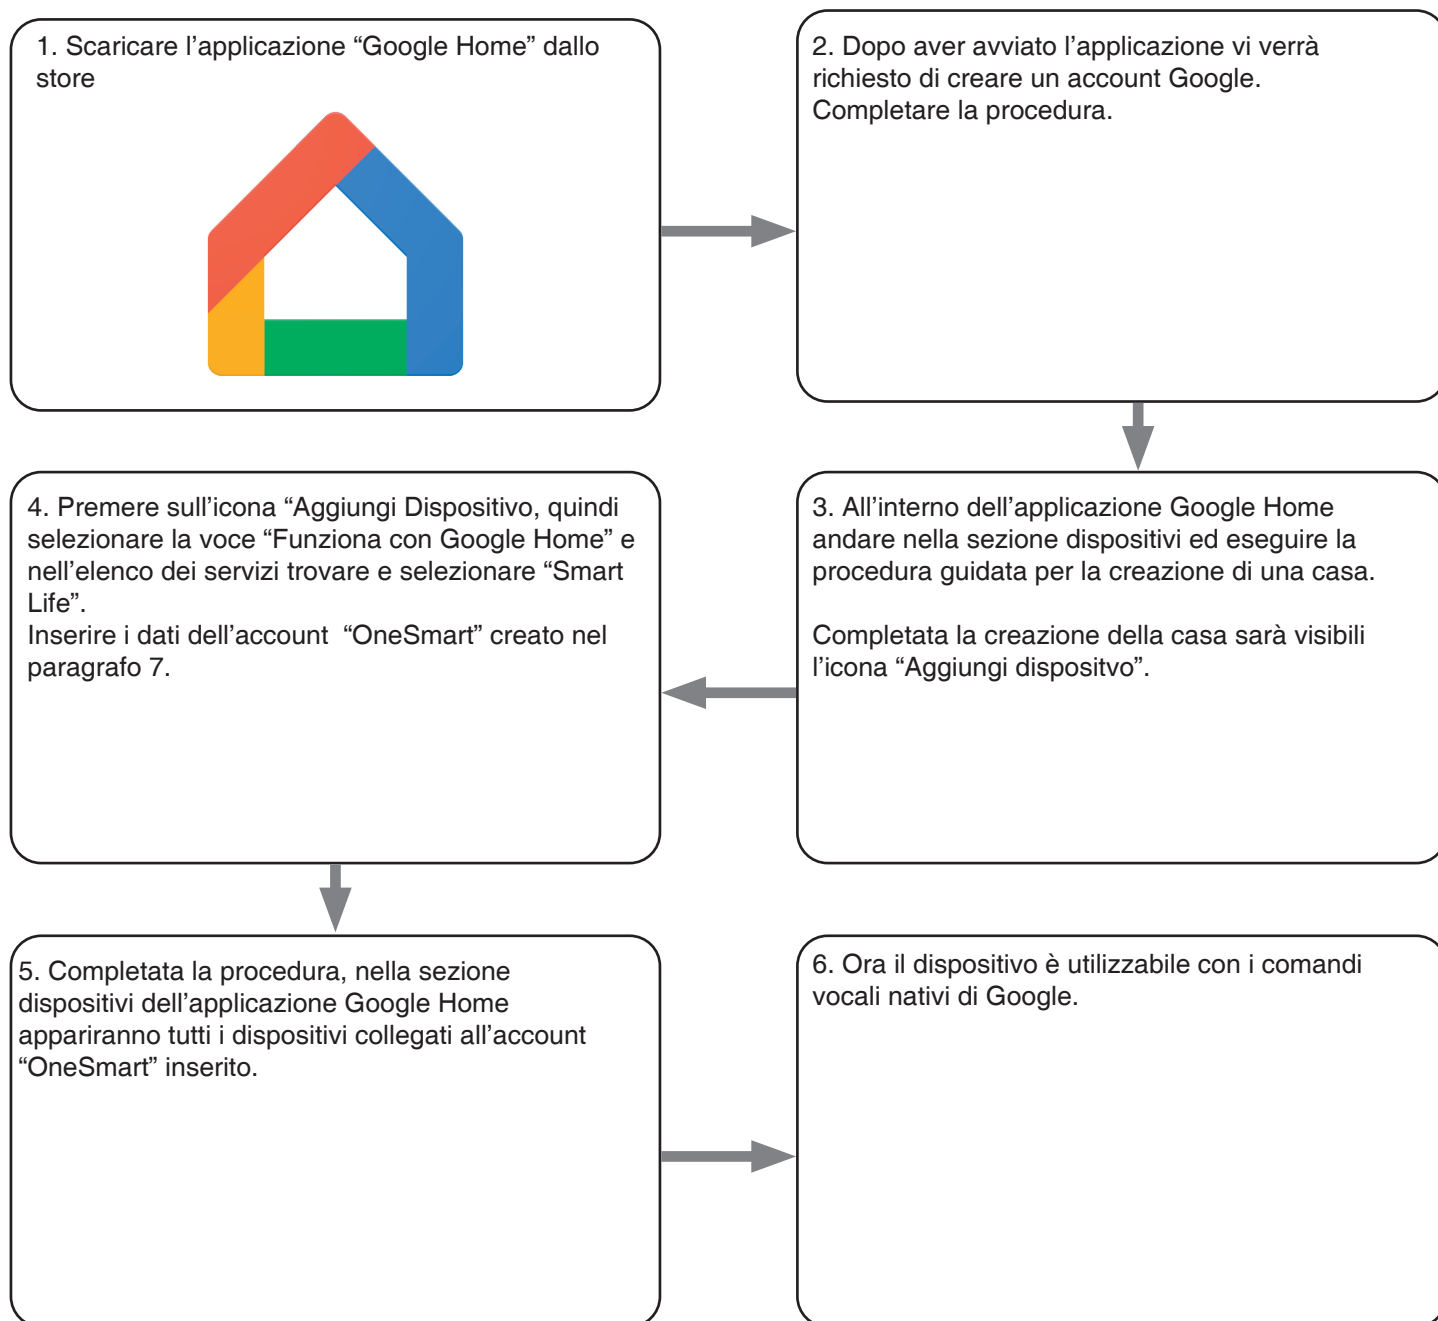 1. Scaricare l’applicazione “Google Home” dallo
store
2. Dopo aver avviato l’applicazione vi verrà
richiesto di creare un account Google.
Completare la procedura.
3. All’interno dell’applicazione Google Home
andare nella sezione dispositivi ed eseguire la
procedura guidata per la creazione di una casa.
Completata la creazione della casa sarà visibili
l’icona “Aggiungi dispositvo”.
4. Premere sull’icona “Aggiungi Dispositivo, quindi
selezionare la voce “Funziona con Google Home” e
nell’elenco dei servizi trovare e selezionare “Smart
Life”.
Inserire i dati dell’account  “OneSmart” creato nel
paragrafo 7.
5. Completata la procedura, nella sezione
dispositivi dell’applicazione Google Home
appariranno tutti i dispositivi collegati all’account
“OneSmart” inserito.
6. Ora il dispositivo è utilizzabile con i comandi
vocali nativi di Google.